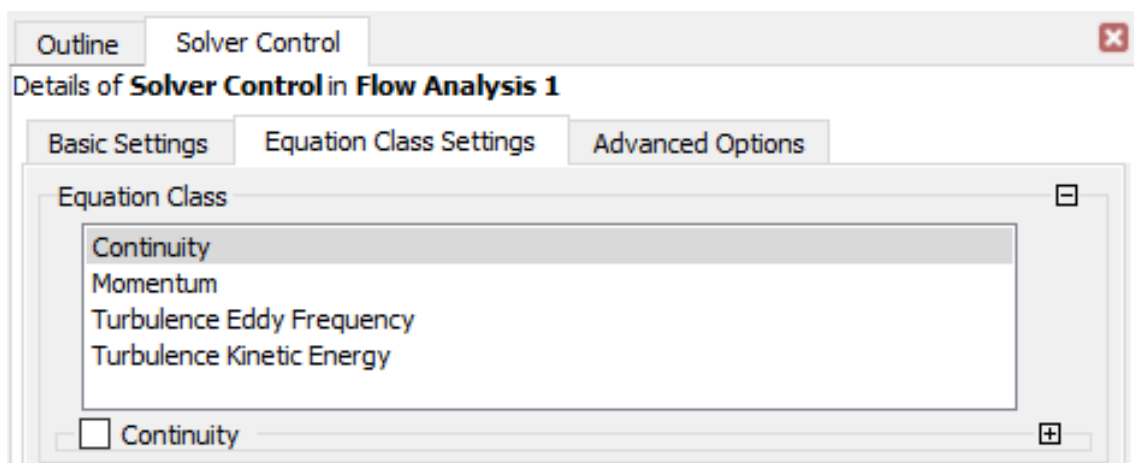 Outline Solver Control
Details of Solver Control in Flow Analysis 1
Basic Settings Equation Class Settings Advanced Options
Equation Class
Continuity
Momentum
Turbulence Eddy Frequency
Turbulence Kinetic Energy
Continuity